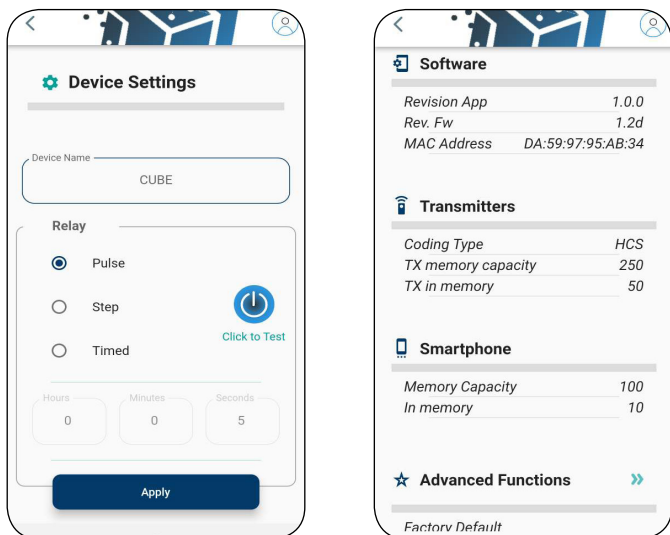 Device Settings
Device Name
CUBE
Relay
Pulse
Step
Timed
Click to Test
Hours
Minutes
Seconds
0
0
5
Apply
Software
Revision App 1.0.0
Rev. Fw 1.2d
MAC Address DA:59:97:95:AB:34
Transmitters
Coding Type HCS
TX memory capacity 250
TX in memory 50
Smartphone
Memory Capacity 100
In memory 10
Advanced Functions
Factory Default